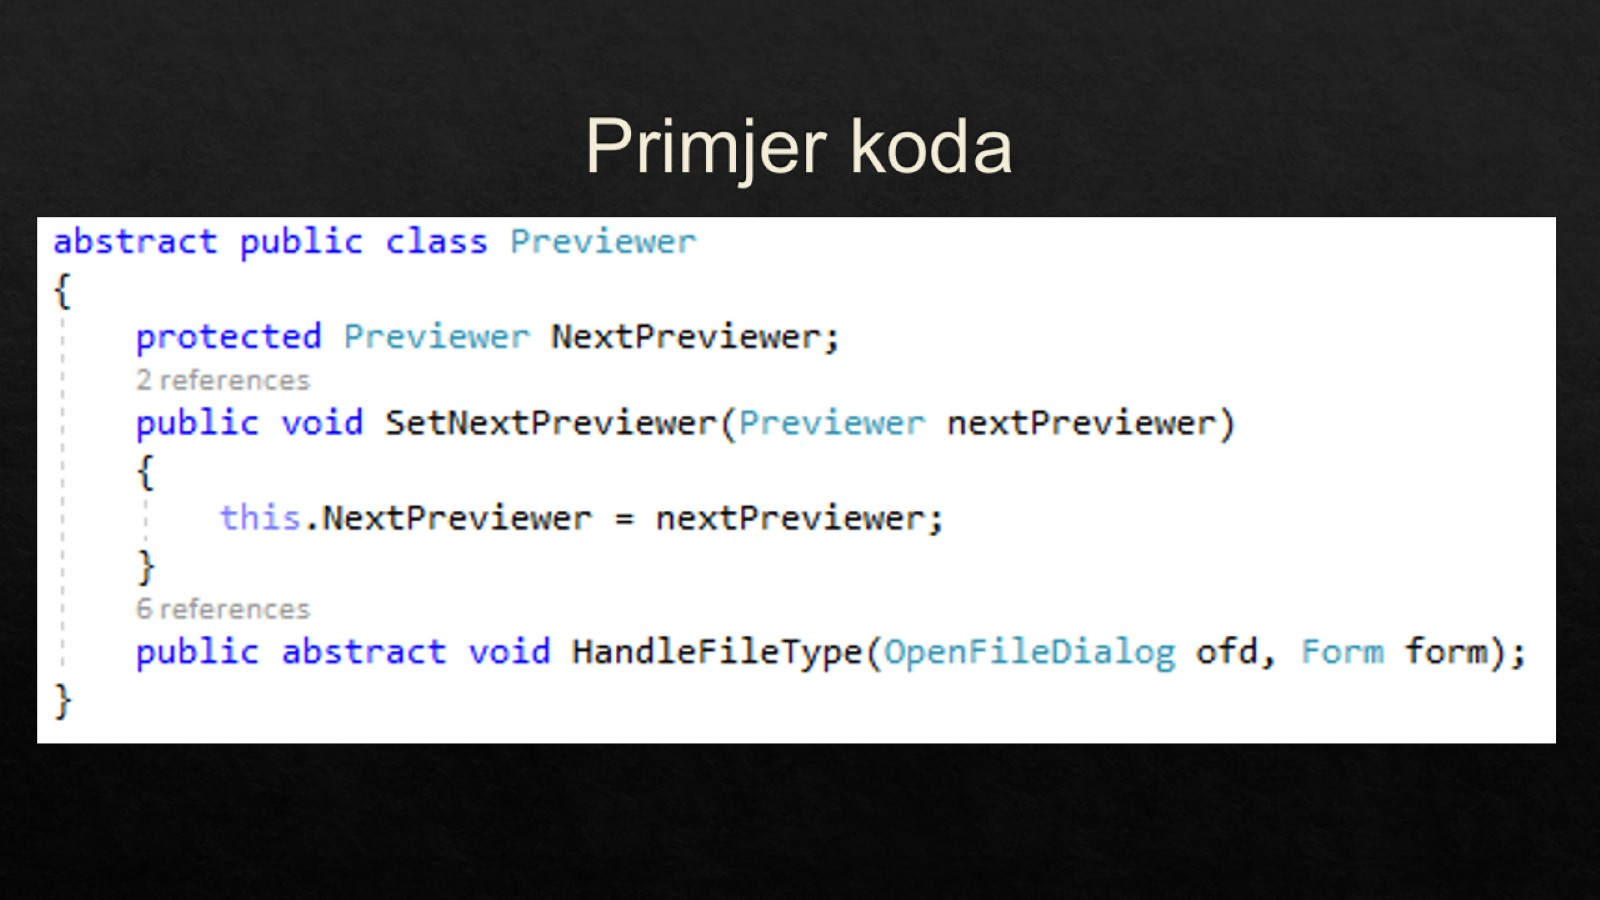 Primjer koda
abstract public class Previewer
{
protected Previewer NextPreviewer;
2 references
public void SetNextPreviewer(Previewer nextPreviewer)
{
this.NextPreviewer = nextPreviewer;
}
6 references
public abstract void HandleFileType(OpenFileDialog ofd, Form form);
}